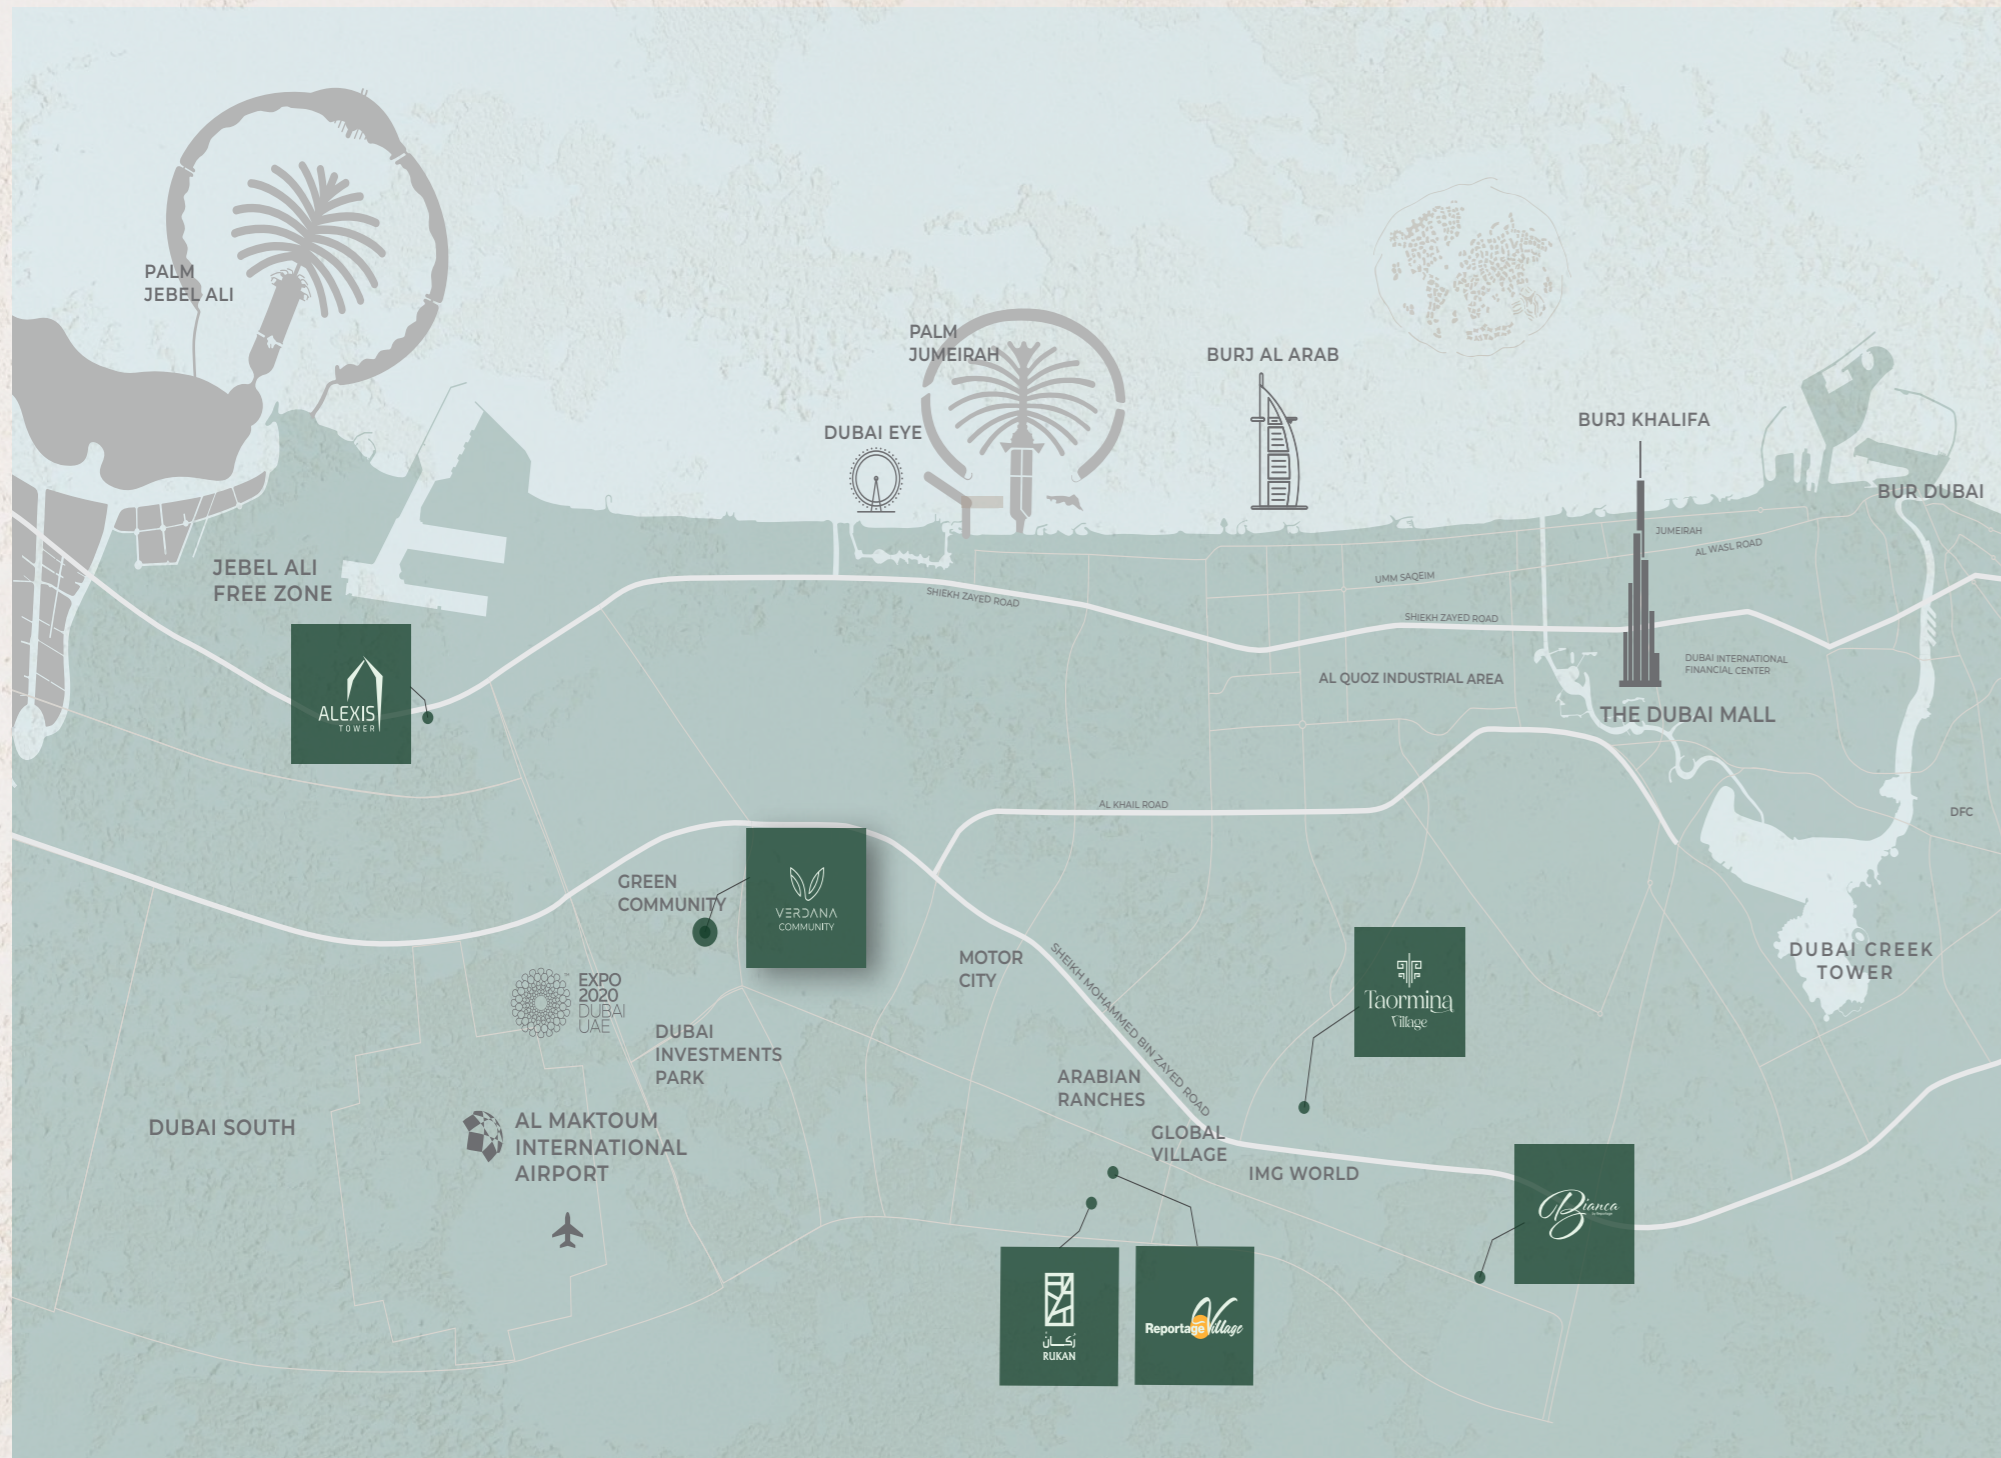 PALM
JEBEL ALI
PALM
JUMEIRAH
BURJ AL ARAB
DUBAI EYE
BURJ KHALIFA
BUR DUBAI
JUMEIRAH
AL WASL ROAD
JEBEL ALI
FREE ZONE
UMM SAQEIM
SHIEKH ZAYED ROAD
SHIEKH ZAYED ROAD
DUBAI INTERNATIONAL
FINANCIAL CENTER
AL QUOZ INDUSTRIAL AREA
ALEXIS
TOWER
THE DUBAI MALL
AL KHAIL ROAD
DFC
GREEN
COMMUNITY
VERDANA
COMMUNITY
MOTOR
CITY
SHEIKH MOHAMMED BIN ZAYED ROAD
DUBAI CREEK
TOWER
EXPO
2020
DUBAI
UAE
Taormina
Village
DUBAI
INVESTMENTS
PARK
ARABIAN
RANCHES
DUBAI SOUTH
AL MAKTOUM
INTERNATIONAL
AIRPORT
GLOBAL
VILLAGE
IMG WORLD
Bianca
رُكــانْ
RUKAN
Reportage Village